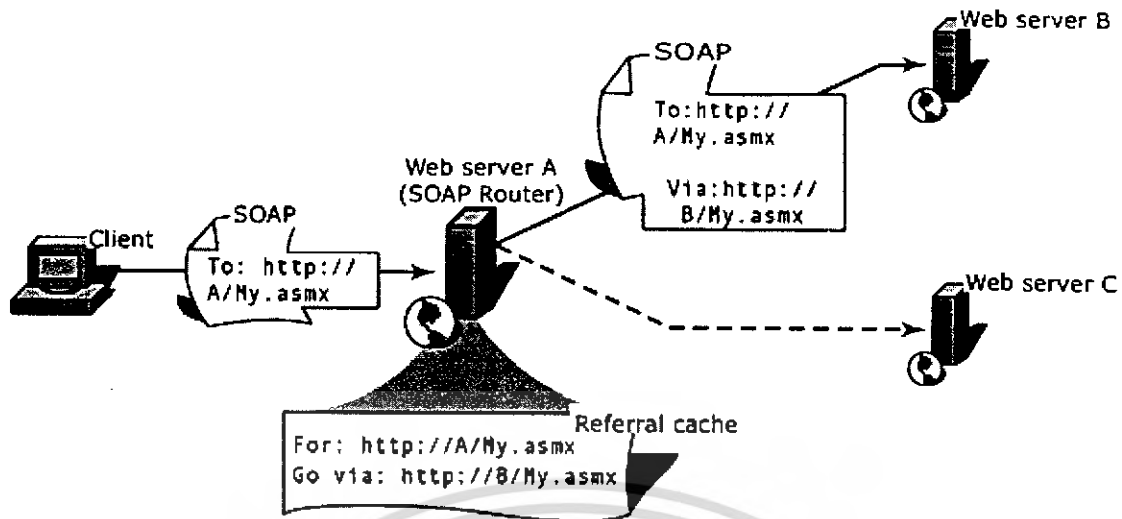 Web server B
SOAP
To:http://
A/My.asmx
Via:http://
B/My.asmx
Web server A
(SOAP Router)
SOAP
Client
To: http://
A/My.asmx
Web server C
Referral cache
For: http://A/My.asmx
Go via: http://B/My.asmx